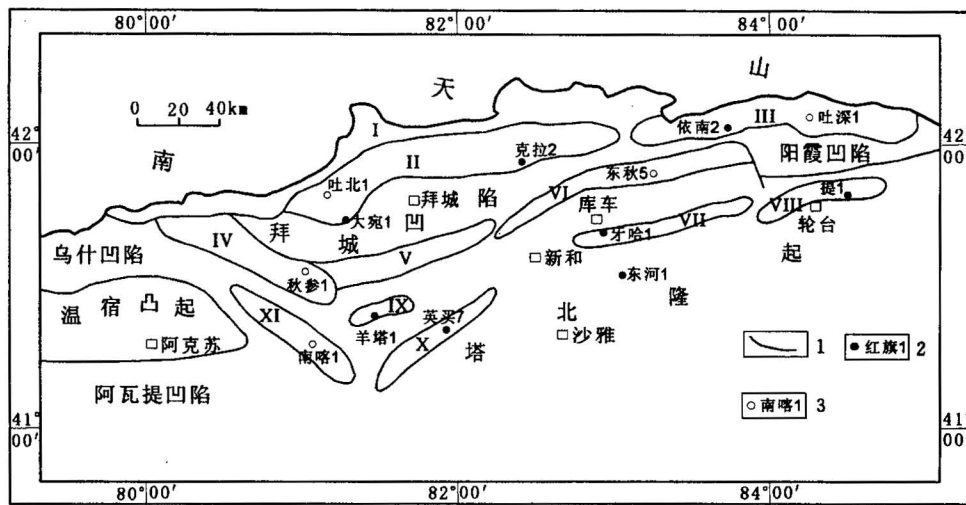 80°00′ 82°00′ 84°00′
天 山
0 20 40km
南
42°00′
42°00′
I
II
III
克拉2
依南2
吐深1
阳霞凹陷
吐北1
拜城
东秋5
VI
提1
VIII
轮台
大宛1
拜城凹陷
库车
VII
牙哈1
IV
V
乌什凹陷
新和
起
秋参1
东河1
隆
温宿凸起
XI
IX
羊塔1
英买7
X
北
沙雅
塔
阿克苏
南喀1
阿瓦提凹陷
1
红旗1 2
南喀1 3
41°00′
41°00′
80°00′ 82°00′ 84°00′